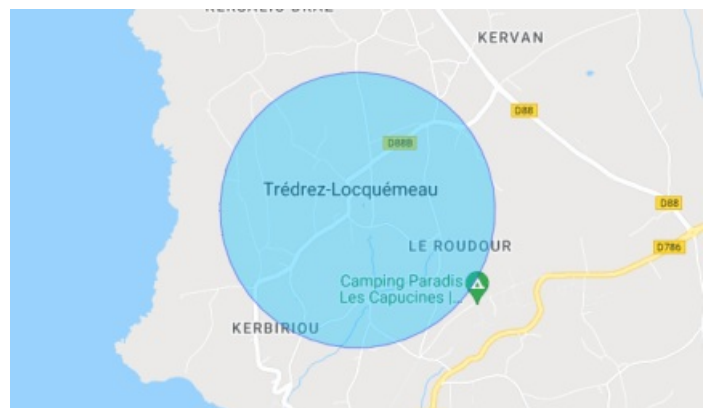 KERVAN
D88
D88B
Trédrez-Locquémeau
D88
LE ROUDOUR
D786
Camping Paradis
Les Capucines |...
KERBIRIOU